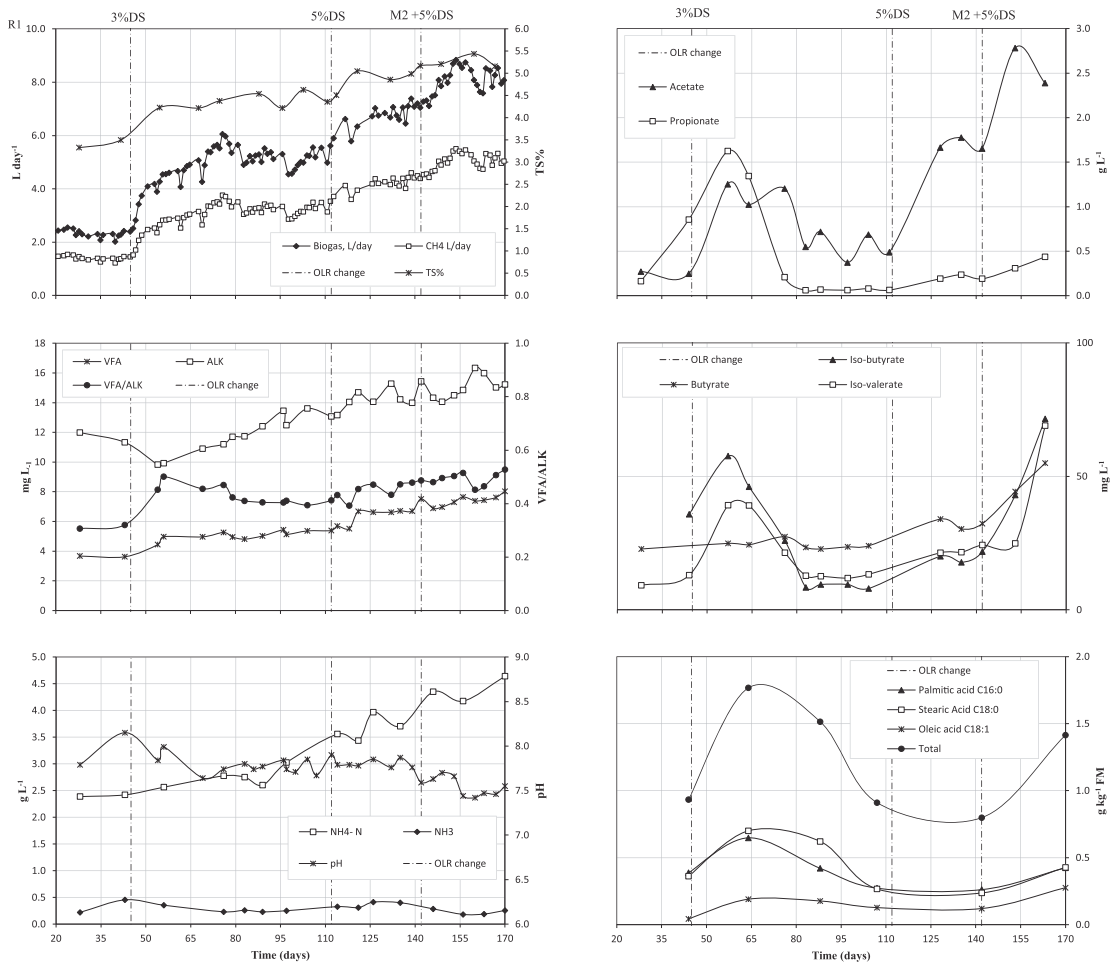 R1
3%DS
5%DS
M2 +5%DS
10.0
8.0
6.0
4.0
2.0
0.0
L day-1
6.0
5.5
5.0
4.5
4.0
3.5
3.0
2.5
2.0
1.5
1.0
0.5
0.0
TS%
Biogas, L/day
CH4 L/day
OLR change
TS%
3%DS
5%DS
M2 +5%DS
OLR change
Acetate
Propionate
3.0
2.5
2.0
1.5
1.0
0.5
0.0
g L-1
18
16
14
12
10
8
6
4
2
0
mg L-1
1.0
0.8
0.6
0.4
0.2
0.0
VFA/ALK
VFA
ALK
VFA/ALK
OLR change
OLR change
Iso-butyrate
Butyrate
Iso-valerate
100
50
0
mg L-1
5.0
4.5
4.0
3.5
3.0
2.5
2.0
1.5
1.0
0.5
0.0
g L-1
9.0
8.5
8.0
7.5
7.0
6.5
6.0
pH
NH4- N
NH3
pH
OLR change
20 35 50 65 80 95 110 125 140 155 170
Time (days)
OLR change
Palmitic acid C16:0
Stearic Acid C18:0
Oleic acid C18:1
Total
2.0
1.5
1.0
0.5
0.0
g kg-1 FM
20 35 50 65 80 95 110 125 140 155 170
Time (days)